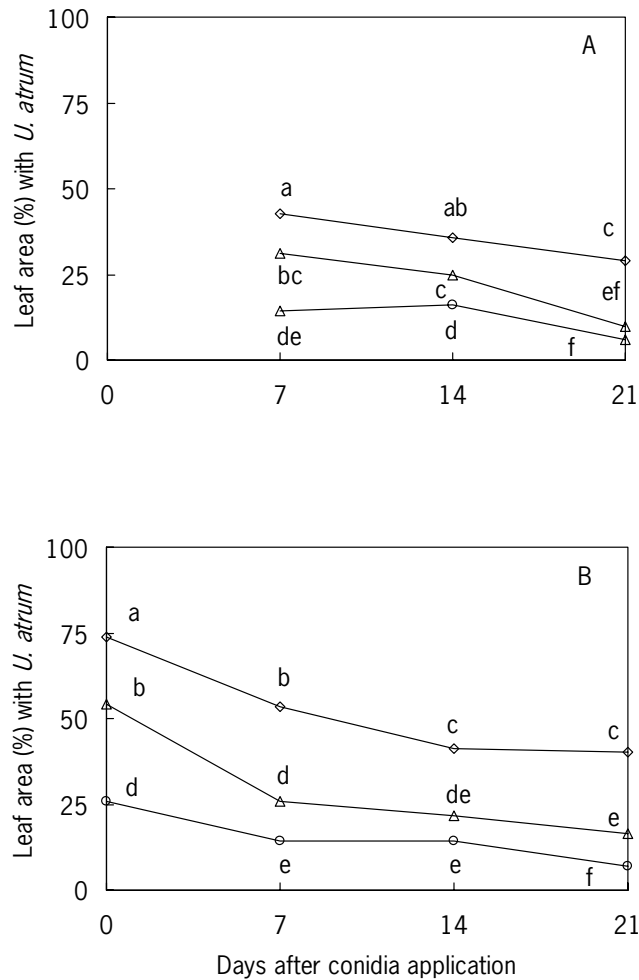 A
Leaf area (%) with U. atrum
100
75
50
25
0
a
ab
c
bc
c
ef
de
d
f
0 7 14 21
B
Leaf area (%) with U. atrum
100
75
50
25
0
a
b
b
c
c
d
d
de
e
e
e
f
0 7 14 21
Days after conidia application